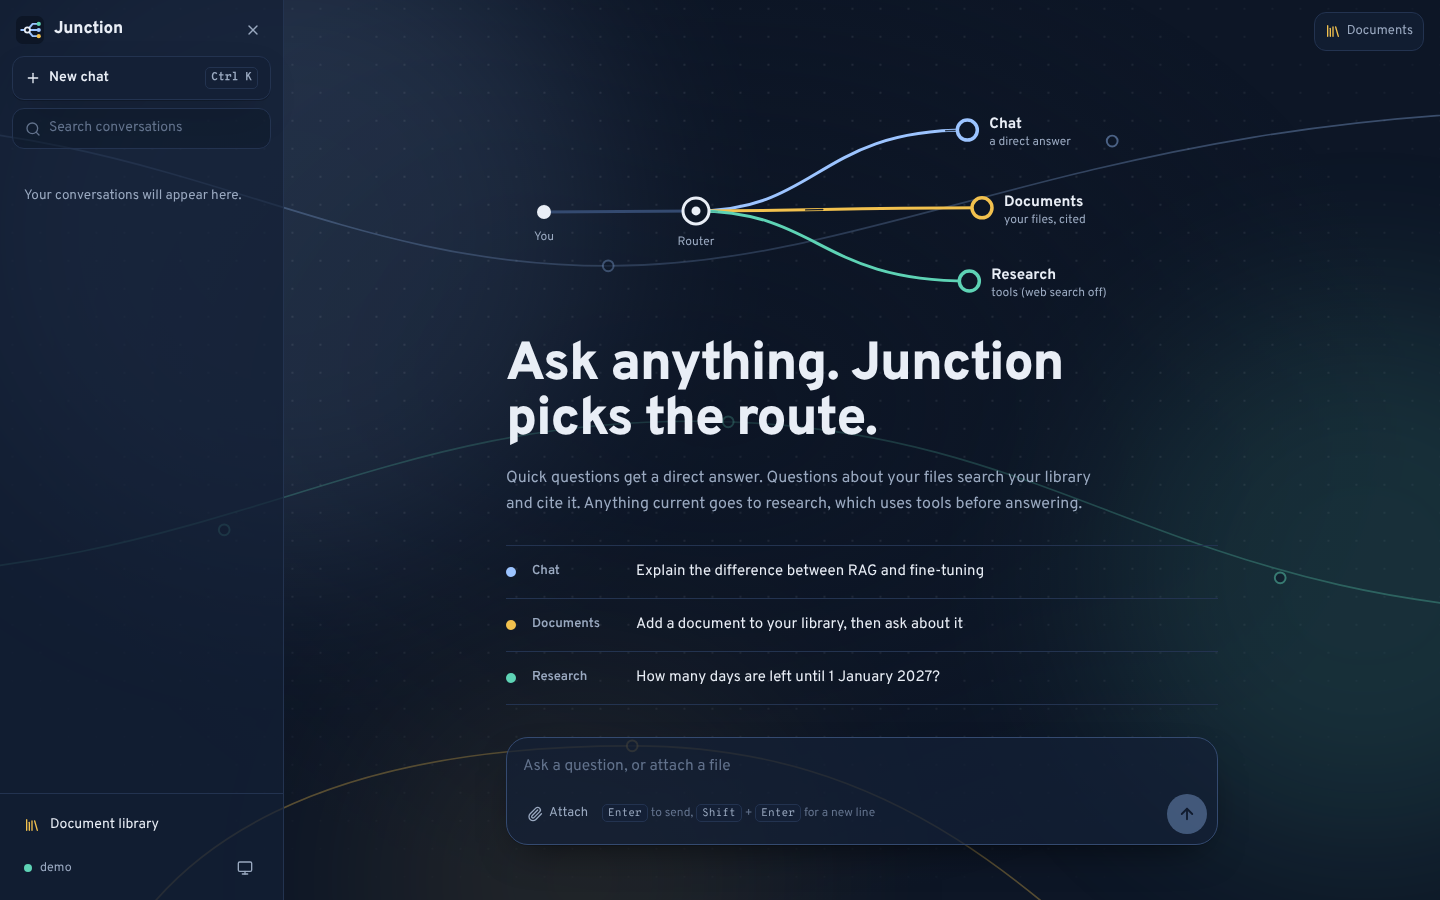 Junction
New chat
Ctrl K
Search conversations
Your conversations will appear here.
Document library
demo
Documents
You
Router
Chat
a direct answer
Documents
your files, cited
Research
tools (web search off)
Ask anything. Junction
picks the route.
Quick questions get a direct answer. Questions about your files search your library
and cite it. Anything current goes to research, which uses tools before answering.
Chat
Explain the difference between RAG and fine-tuning
Documents
Add a document to your library, then ask about it
Research
How many days are left until 1 January 2027?
Ask a question, or attach a file
Attach
Enter to send, Shift + Enter for a new line